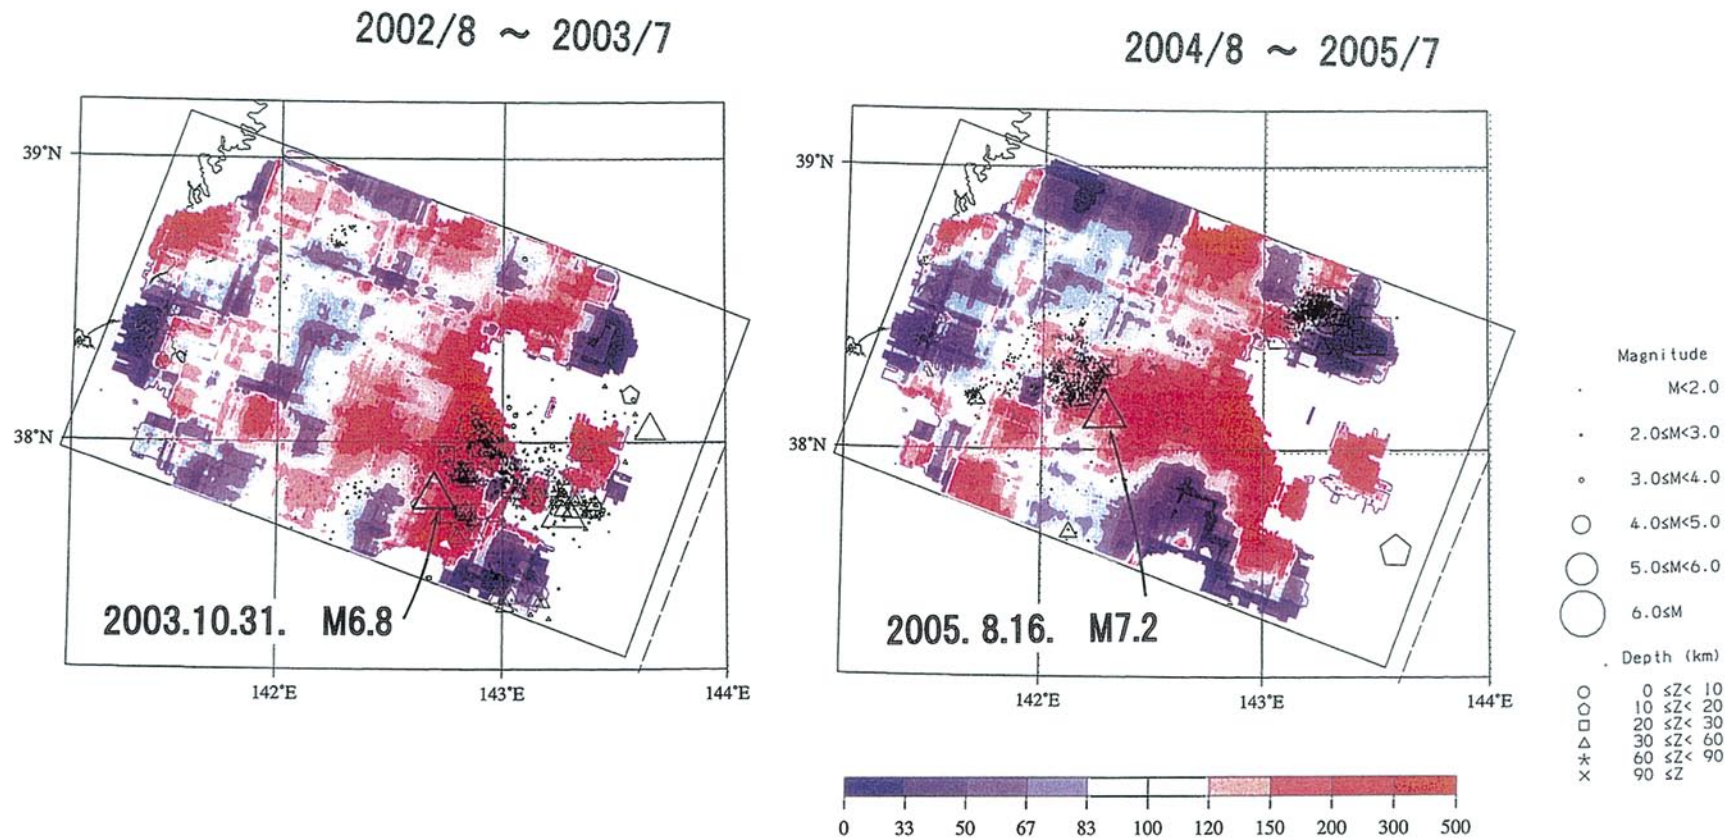 2002/8 ～ 2003/7
2004/8 ～ 2005/7
39°N
38°N
2003.10.31. M6.8
142°E
143°E
144°E
39°N
38°N
2005. 8.16. M7.2
142°E
143°E
144°E
Magnitude
M<2.0
2.0≤M<3.0
3.0≤M<4.0
4.0≤M<5.0
5.0≤M<6.0
6.0≤M
Depth (km)
0 ≤Z< 10
10 ≤Z< 20
20 ≤Z< 30
30 ≤Z< 60
60 ≤Z< 90
90 ≤Z
0 33 50 67 83 100 120 150 200 300 500